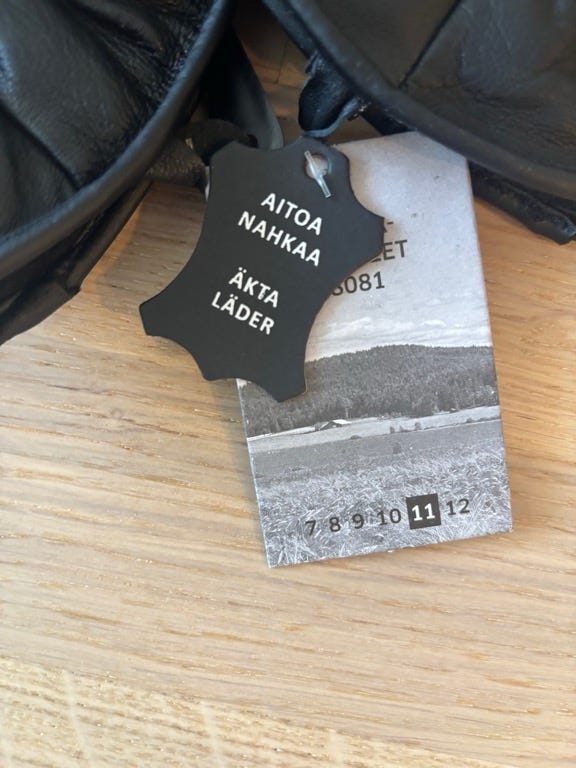 AITOA
NAHKAA
ÄKTA
LÄDER
7 8 9 10 11 12